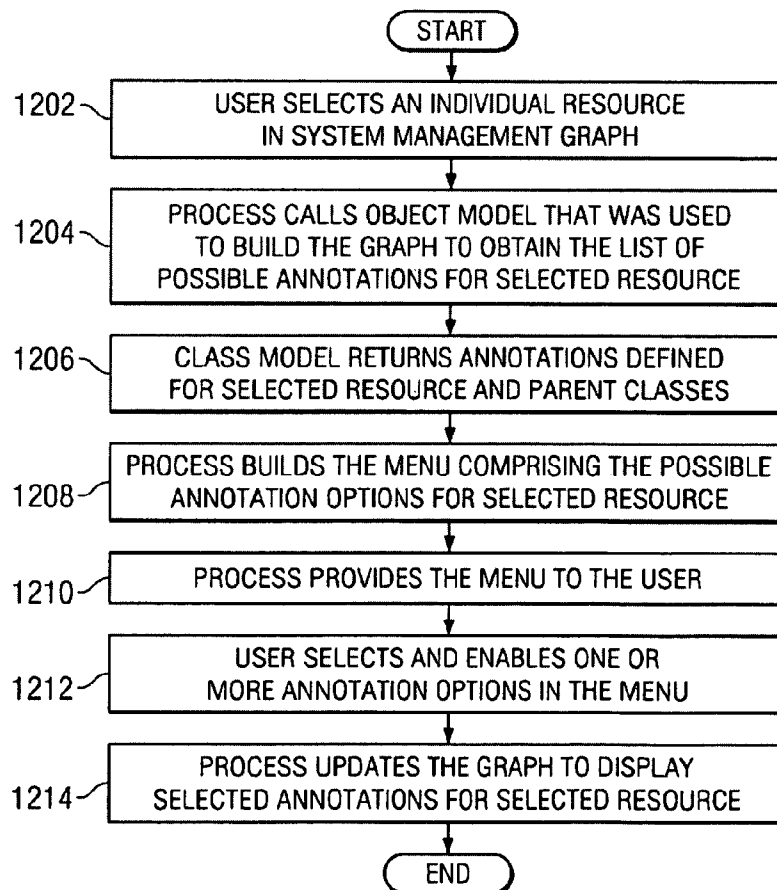 START
1202
USER SELECTS AN INDIVIDUAL RESOURCE
IN SYSTEM MANAGEMENT GRAPH
1204
PROCESS CALLS OBJECT MODEL THAT WAS USED
TO BUILD THE GRAPH TO OBTAIN THE LIST OF
POSSIBLE ANNOTATIONS FOR SELECTED RESOURCE
1206
CLASS MODEL RETURNS ANNOTATIONS DEFINED
FOR SELECTED RESOURCE AND PARENT CLASSES
1208
PROCESS BUILDS THE MENU COMPRISING THE POSSIBLE
ANNOTATION OPTIONS FOR SELECTED RESOURCE
1210
PROCESS PROVIDES THE MENU TO THE USER
1212
USER SELECTS AND ENABLES ONE OR
MORE ANNOTATION OPTIONS IN THE MENU
1214
PROCESS UPDATES THE GRAPH TO DISPLAY
SELECTED ANNOTATIONS FOR SELECTED RESOURCE
END